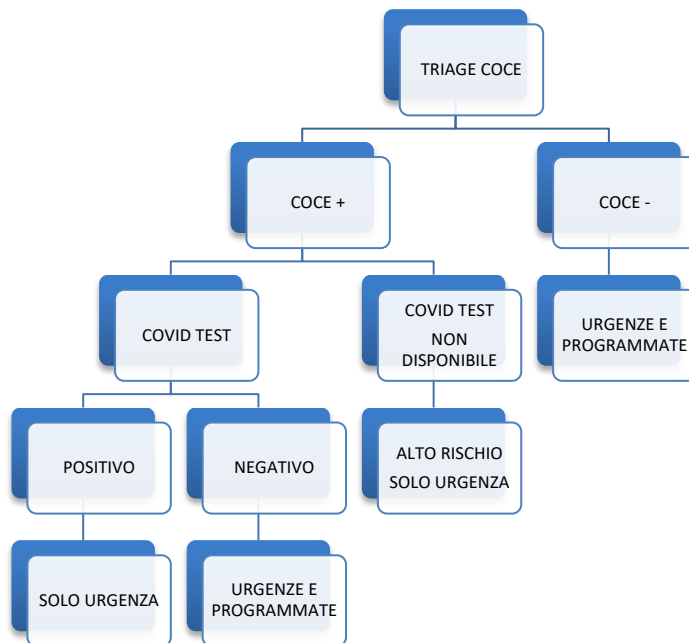 TRIAGE COCE
COCE +
COCE -
COVID TEST
COVID TEST
NON
DISPONIBILE
URGENZE E
PROGRAMMATE
POSITIVO
NEGATIVO
ALTO RISCHIO
SOLO URGENZA
SOLO URGENZA
URGENZE E
PROGRAMMATE